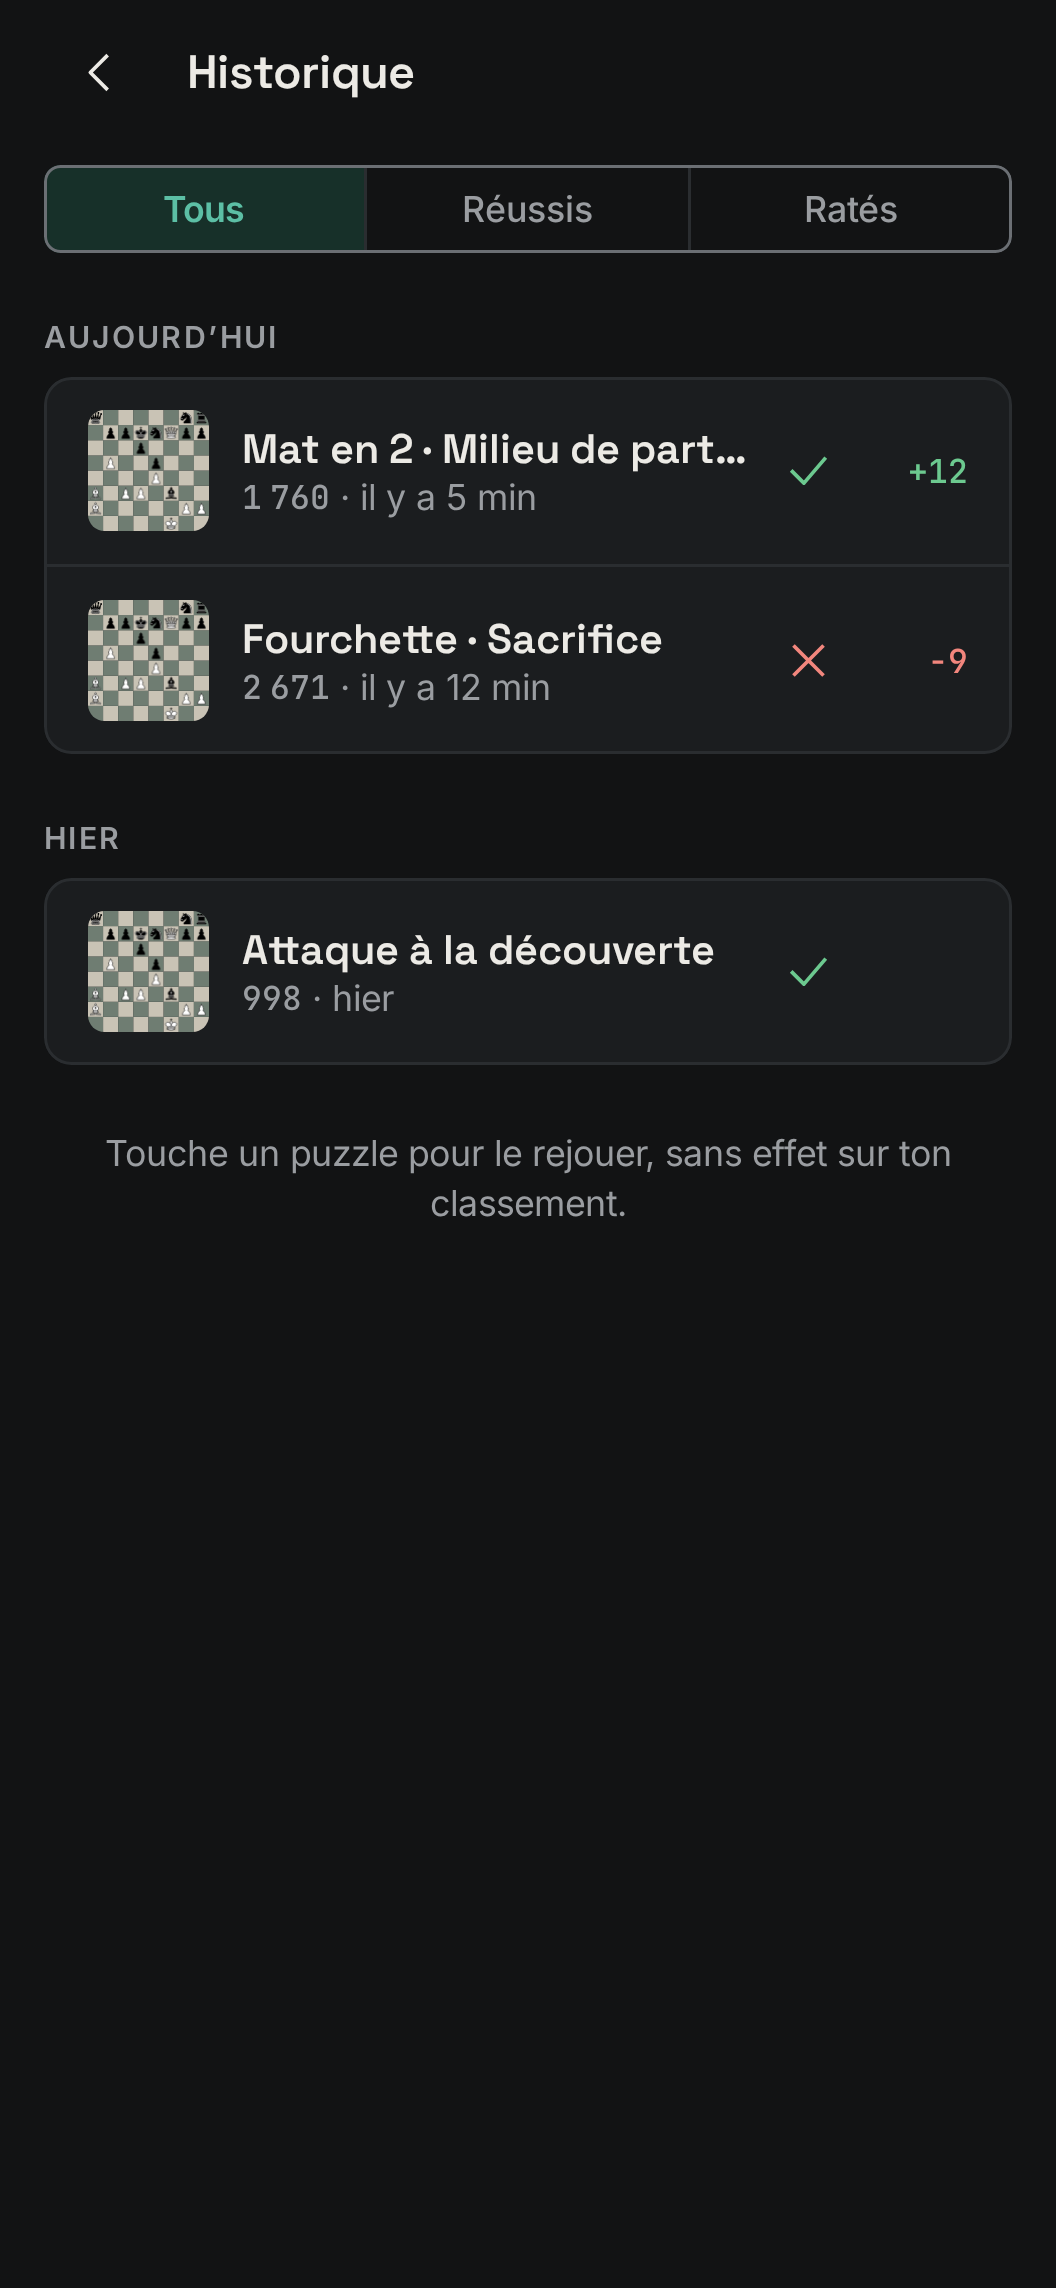 Historique
Tous
Réussis
Ratés
AUJOURD’HUI
Mat en 2 · Milieu de part…
1 760 · il y a 5 min
+12
Fourchette · Sacrifice
2 671 · il y a 12 min
-9
HIER
Attaque à la découverte
998 · hier
Touche un puzzle pour le rejouer, sans effet sur ton
classement.